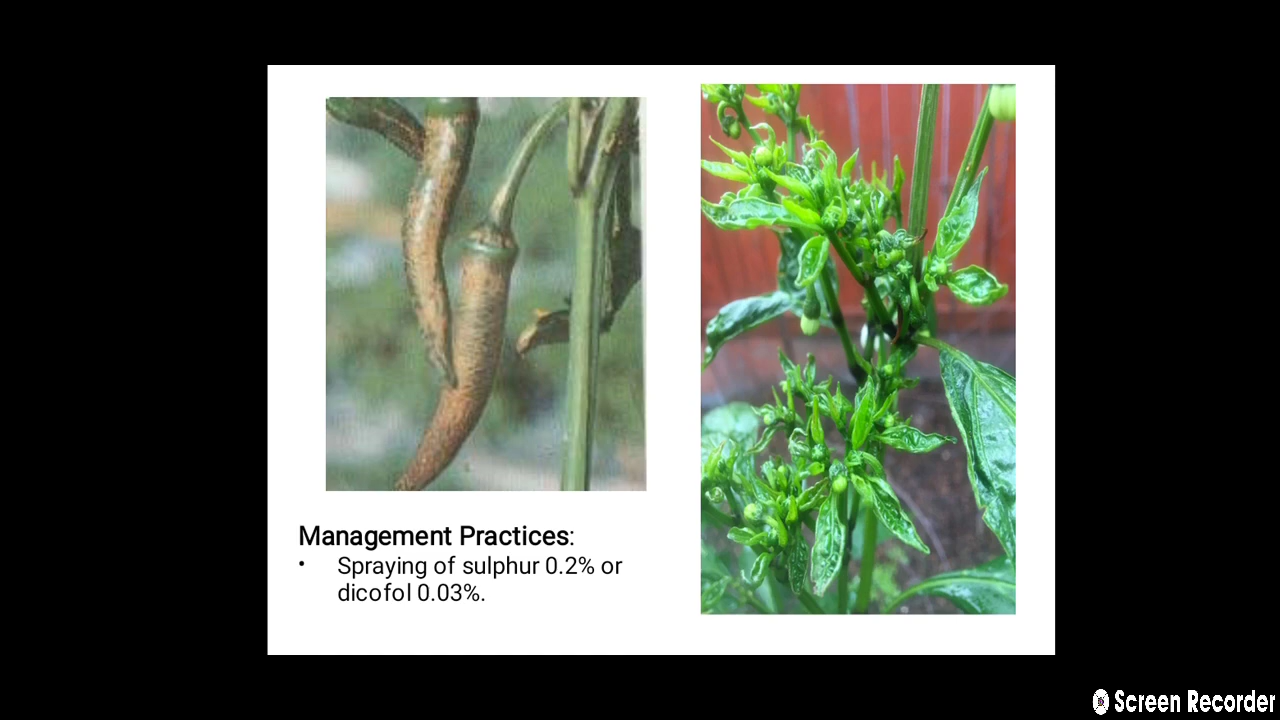 Management Practices:
• Spraying of sulphur 0.2% or
dicofol 0.03%.
Screen Recorder